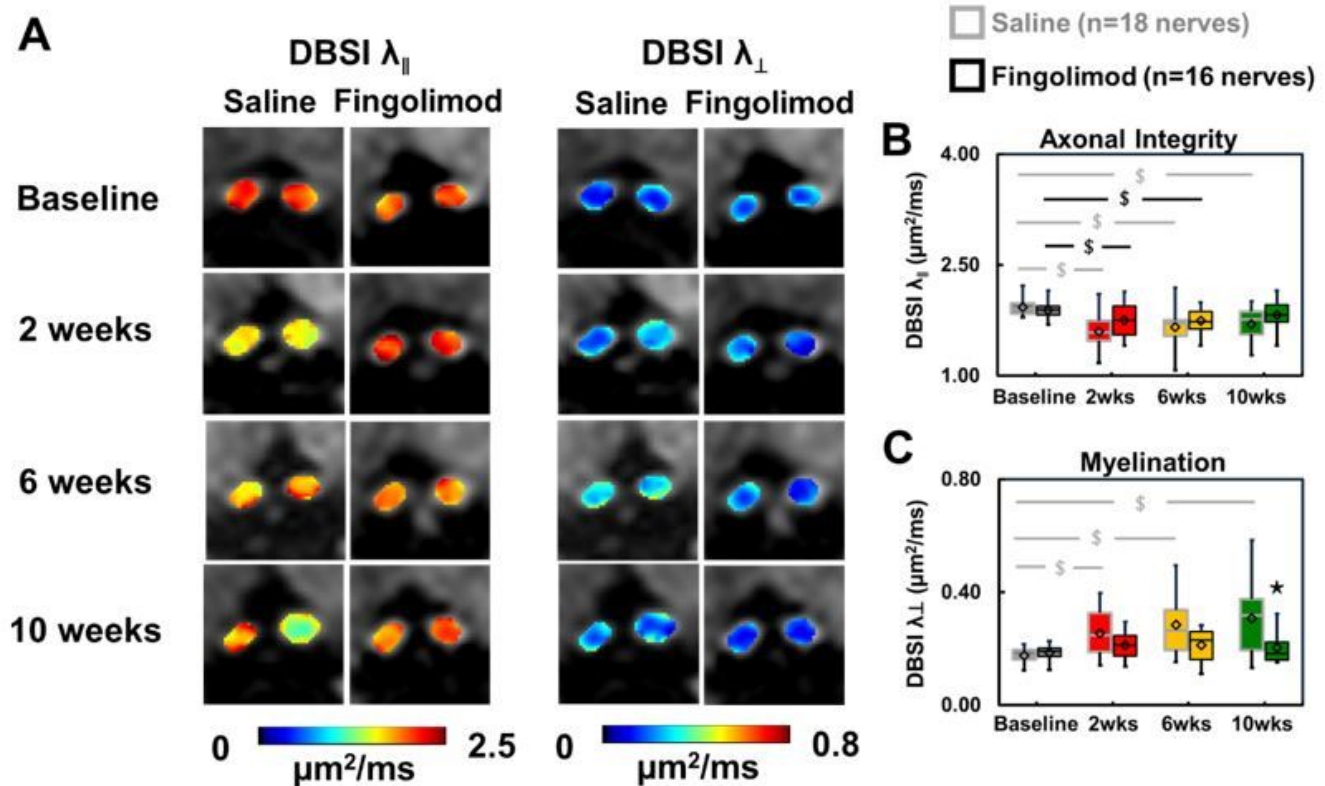 A
DBSI λ∥
DBSI λ⊥
Saline Fingolimod
Saline Fingolimod
Baseline
2 weeks
6 weeks
10 weeks
0
2.5
μm²/ms
0
0.8
μm²/ms
Saline (n=18 nerves)
Fingolimod (n=16 nerves)
B
Axonal Integrity
DBSI λ∥ (μm²/ms)
4.00
2.50
1.00
$
$
$
$
$
Baseline 2wks 6wks 10wks
C
Myelination
DBSI λ⊥ (μm²/ms)
0.80
0.40
0.00
$
$
$
★
Baseline 2wks 6wks 10wks